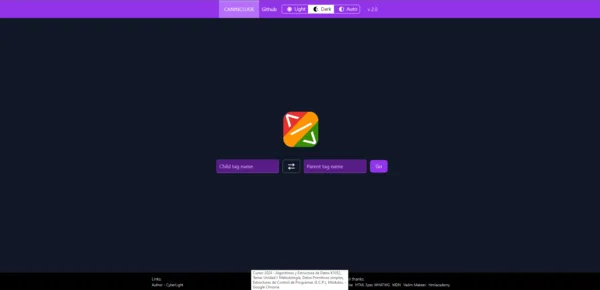 CANINCLUDE Github Light Dark Auto v 2.0
Child tag name Parent tag name Go
Links
Author - CyberLight
thanks
HTML Spec WHATWG MDN Vadim Makeev htmlacademy
Curso 2024 - Algoritmos y Estructura de Datos (CVG),
Tema: Unidad 1 Metodología, Datos Primitivos simples,
Estructuras de Control de Programas (E.C.P.), Módulos -
Google Chrome